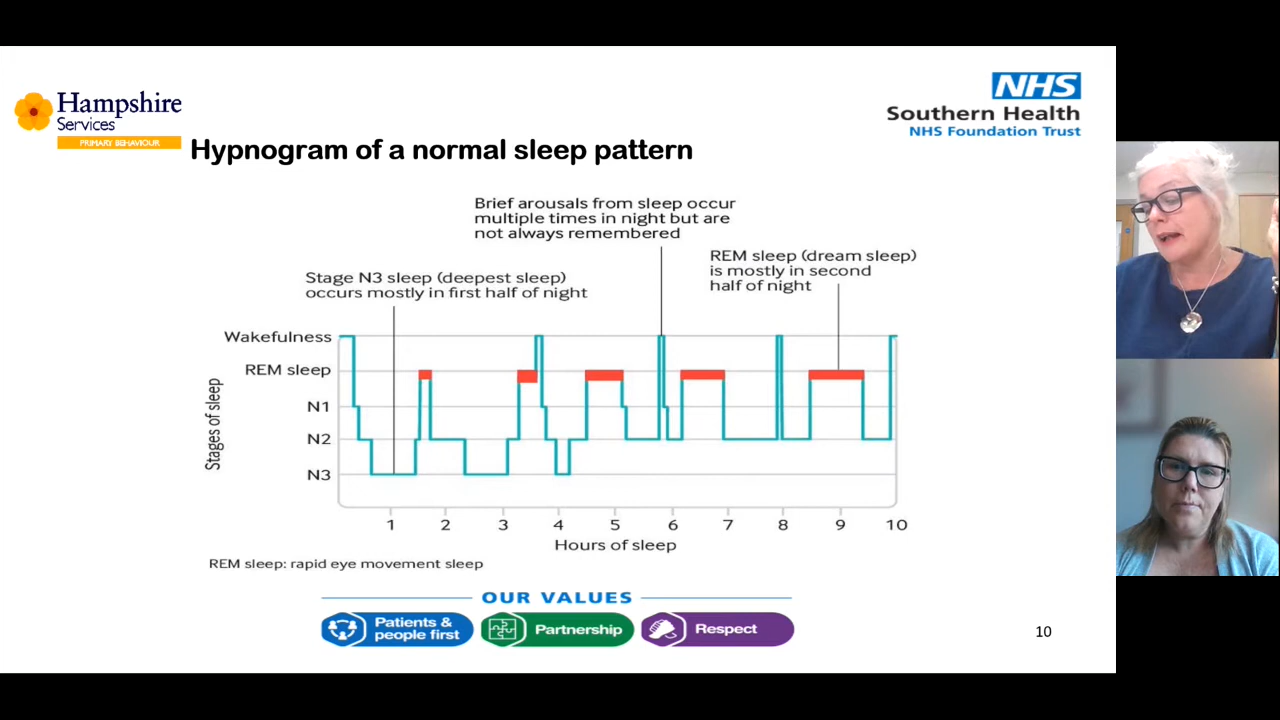 Hampshire
Services
PRIMARY BEHAVIOUR
NHS
Southern Health
NHS Foundation Trust
Hypnogram of a normal sleep pattern
Brief arousals from sleep occur
multiple times in night but are
not always remembered
REM sleep (dream sleep)
is mostly in second
half of night
Stage N3 sleep (deepest sleep)
occurs mostly in first half of night
Stages of sleep
Wakefulness
REM sleep
N1
N2
N3
1 2 3 4 5 6 7 8 9 10
Hours of sleep
REM sleep: rapid eye movement sleep
OUR VALUES
Patients &
people first
Partnership
Respect
10